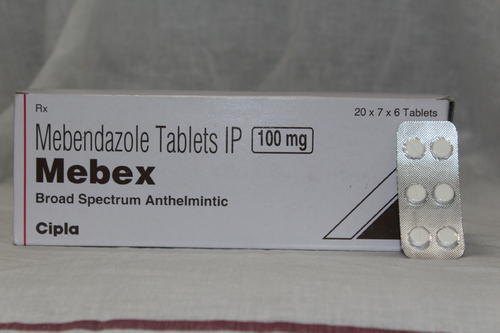 Rx
20 x 7 x 6 Tablets
Mebendazole Tablets IP 100 mg
Mebex
Broad Spectrum Anthelmintic
Cipla